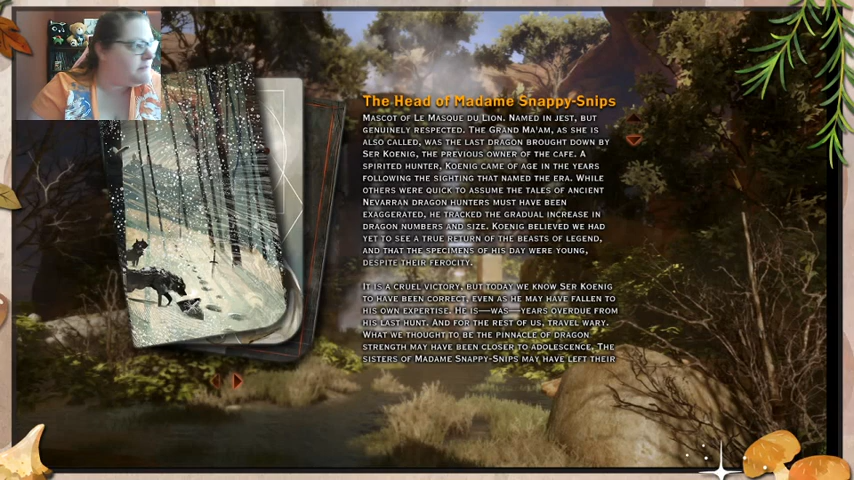 The Head of Madame Snappy-Snips
Mascot of Le Masque du Lion. Named in jest, but
genuinely respected. The Grand Ma'am, as she is
also called, was the last dragon brought down by
Ser Koenig, the previous owner of the cafe. A
spirited hunter, Koenig came of age in the years
following the sighting that named the era. While
others were quick to assume the tales of ancient
Nevarran dragon hunters must have been
exaggerated, he tracked the gradual increase in
dragon numbers and size. Koenig believed we had
yet to see a true return of the beasts of legend,
and that the specimens of his day were young,
despite their ferocity.
It is a cruel victory, but today we know Ser Koenig
to have been correct, even as he may have fallen to
his own expertise. He is—was—years overdue from
his last hunt. And for the rest of us, travel wary.
What we thought to be the pinnacle of dragon
strength may have been closer to adolescence. The
sisters of Madame Snappy-Snips may have left their